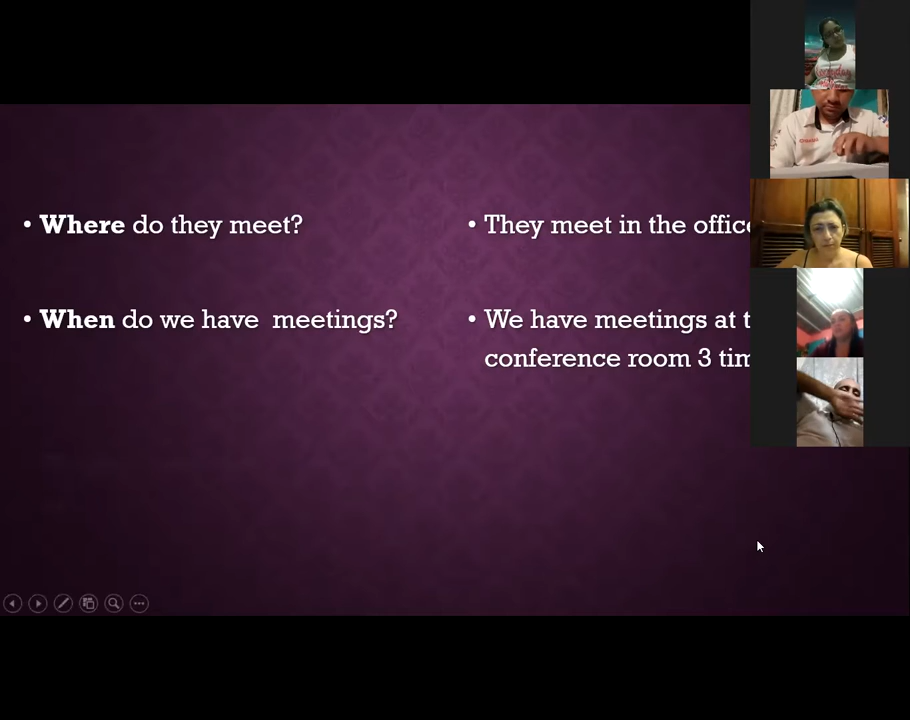 • Where do they meet?
• They meet in the office
• When do we have  meetings?
• We have meetings at t
conference room 3 tim